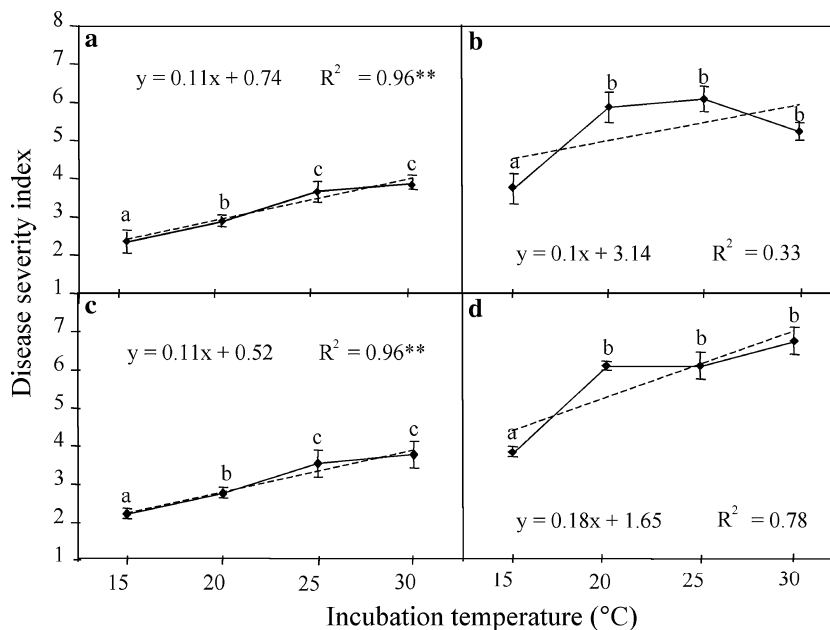 Disease severity index
8
7
6
5
4
3
2
1
a
y = 0.11x + 0.74 R² = 0.96**
a
b
c
c
b
a
b
b
b
y = 0.1x + 3.14 R² = 0.33
7
6
5
4
3
2
1
c
y = 0.11x + 0.52 R² = 0.96**
a
b
c
c
d
a
b
b
b
y = 0.18x + 1.65 R² = 0.78
15 20 25 30 15 20 25 30
Incubation temperature (°C)